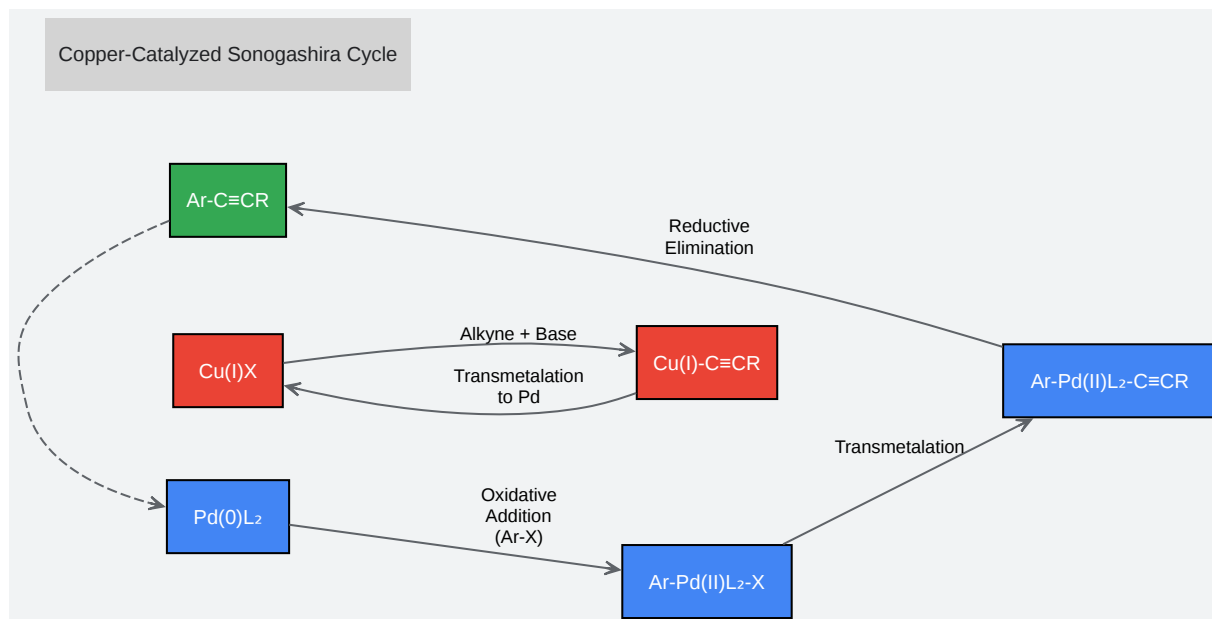 Copper-Catalyzed Sonogashira Cycle
Ar-C≡CR
Reductive
Elimination
Alkyne + Base
Cu(I)X
Cu(I)-C≡CR
Transmetalation
to Pd
Ar-Pd(II)L₂-C≡CR
Transmetalation
Pd(0)L₂
Oxidative
Addition
(Ar-X)
Ar-Pd(II)L₂-X